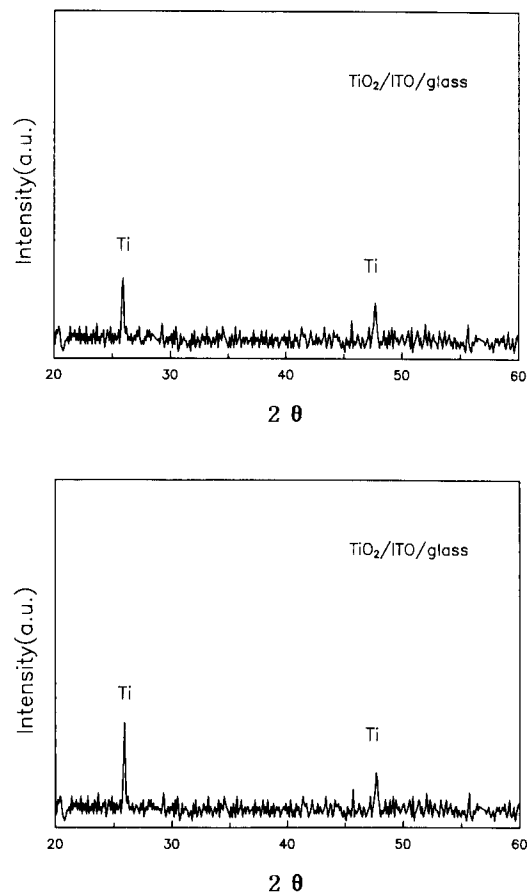 TiO₂/ITO/glass
Intensity(a.u.)
Ti
Ti
20 30 40 50 60
2 θ
TiO₂/ITO/glass
Intensity(a.u.)
Ti
Ti
20 30 40 50 60
2 θ